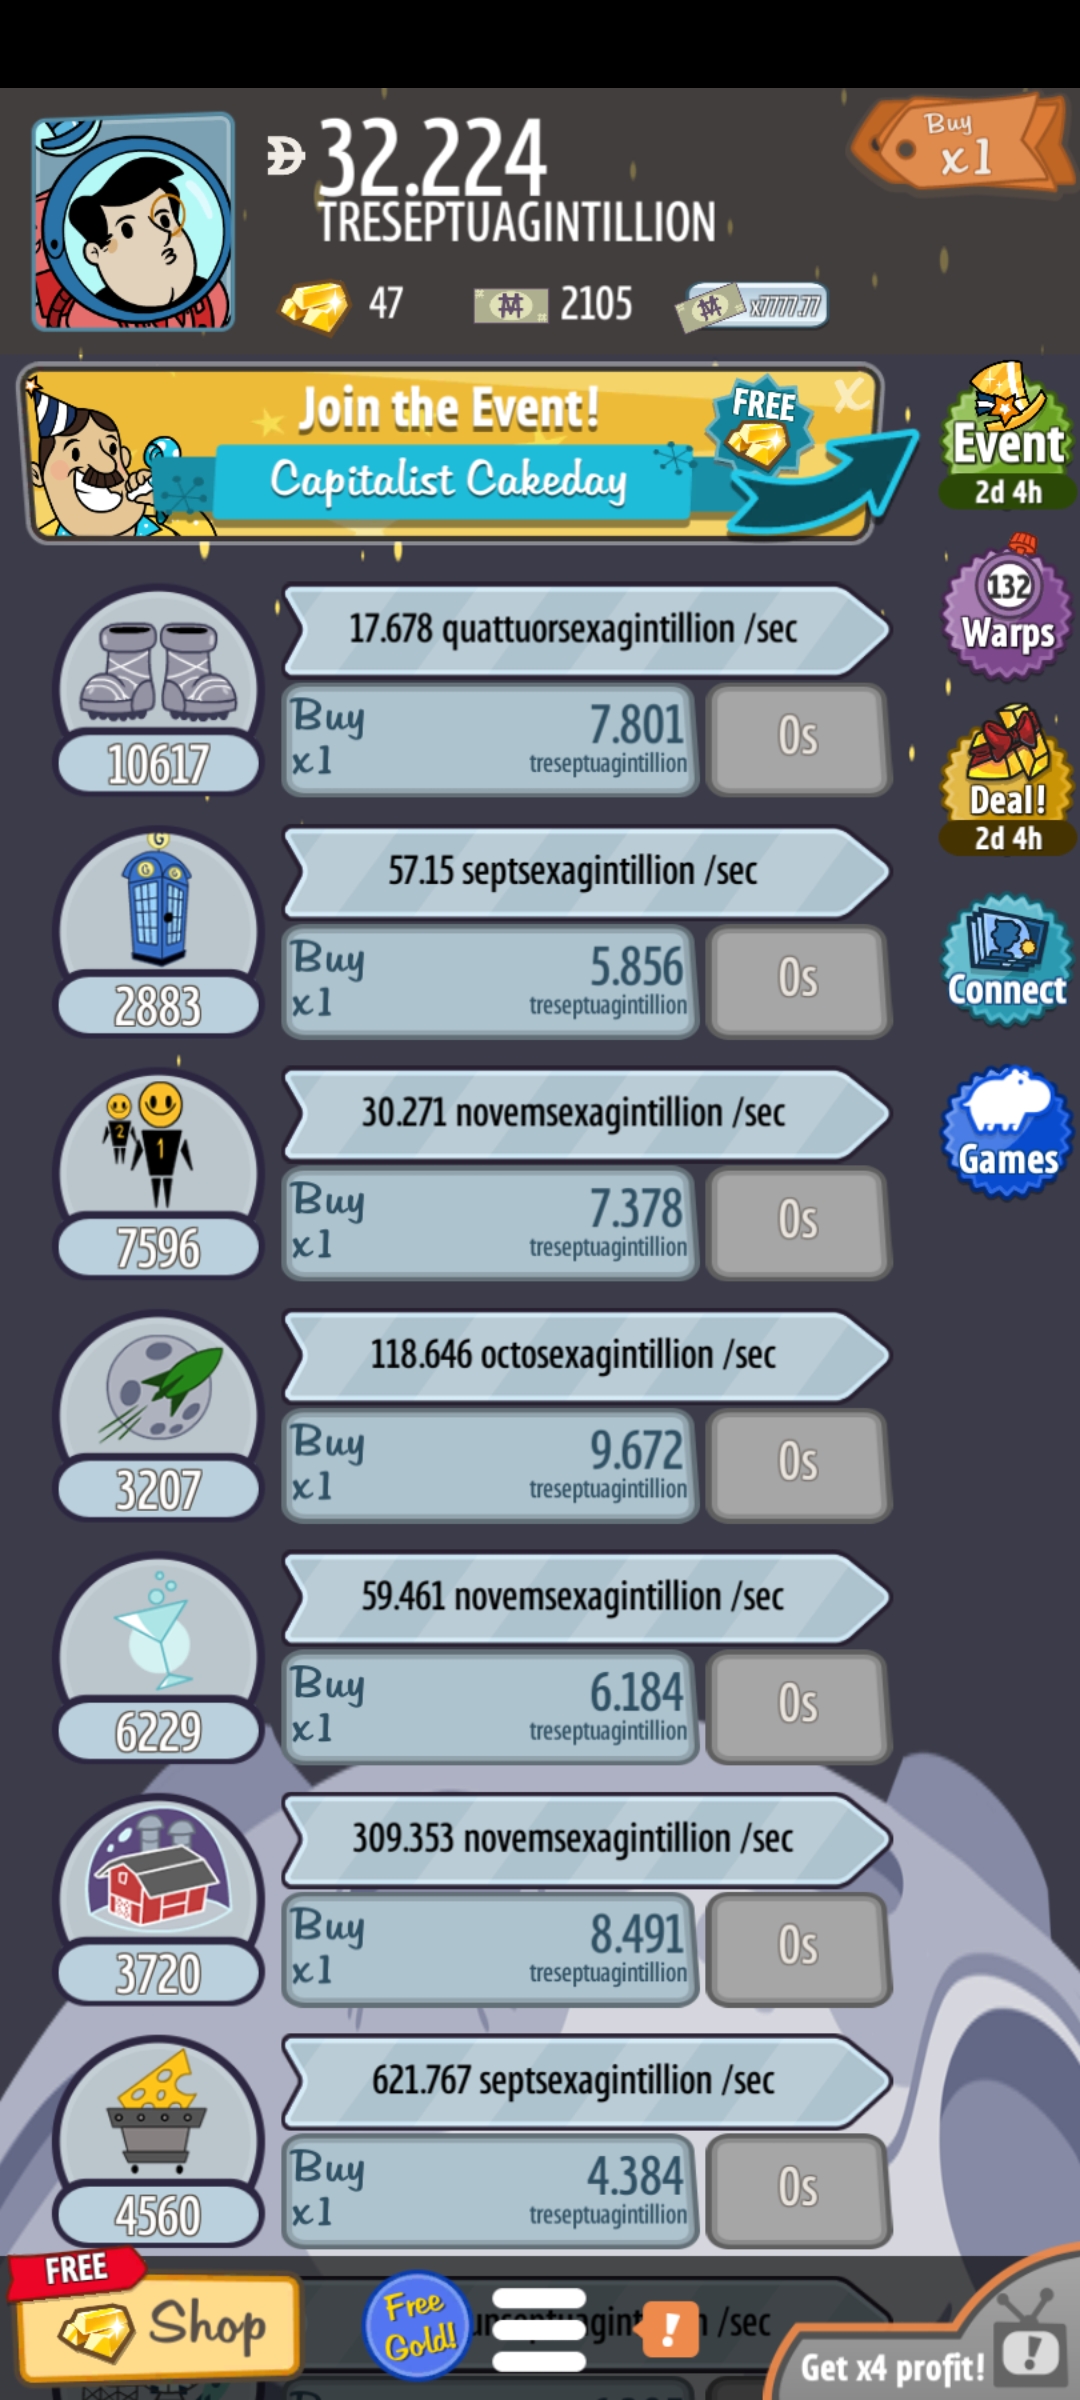 32.224
TRESEPTUAGINTILLION
Buy
x1
47
2105
x7777.77
Join the Event!
Capitalist Cakeday
FREE
x
Event
2d 4h
132
Warps
Deal!
2d 4h
Connect
Games
17.678 quattuorsexagintillion /sec
Buy
x1
7.801
treseptuagintillion
0s
10617
57.15 septsexagintillion /sec
Buy
x1
5.856
treseptuagintillion
0s
2883
30.271 novemsexagintillion /sec
2
1
Buy
x1
7.378
treseptuagintillion
0s
7596
118.646 octosexagintillion /sec
Buy
x1
9.672
treseptuagintillion
0s
3207
59.461 novemsexagintillion /sec
Buy
x1
6.184
treseptuagintillion
0s
6229
309.353 novemsexagintillion /sec
Buy
x1
8.491
treseptuagintillion
0s
3720
621.767 septsexagintillion /sec
Buy
x1
4.384
treseptuagintillion
0s
4560
FREE
Shop
Free
Gold!
/sec
!
Get x4 profit!
!